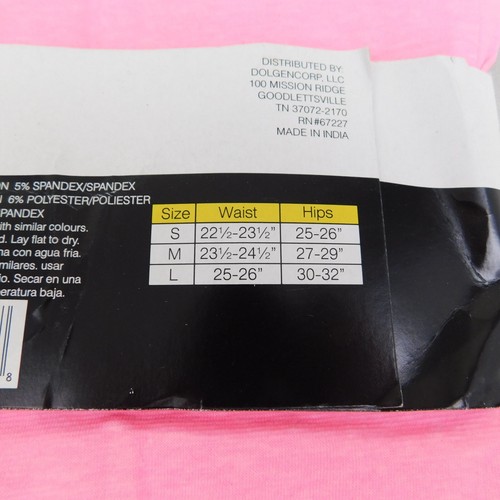 DISTRIBUTED BY:
DOLGENCORP, LLC
100 MISSION RIDGE
GOODLETTSVILLE
TN 37072-2170
RN#67227
MADE IN INDIA
5% SPANDEX/SPANDEX
6% POLYESTER/POLIESTER
SPANDEX
with similar colours.
Lay flat to dry.
con agua fria.
usar
Secar en una
baja.
Size Waist Hips
S 22½-23½" 25-26"
M 23½-24½" 27-29"
L 25-26" 30-32"
8